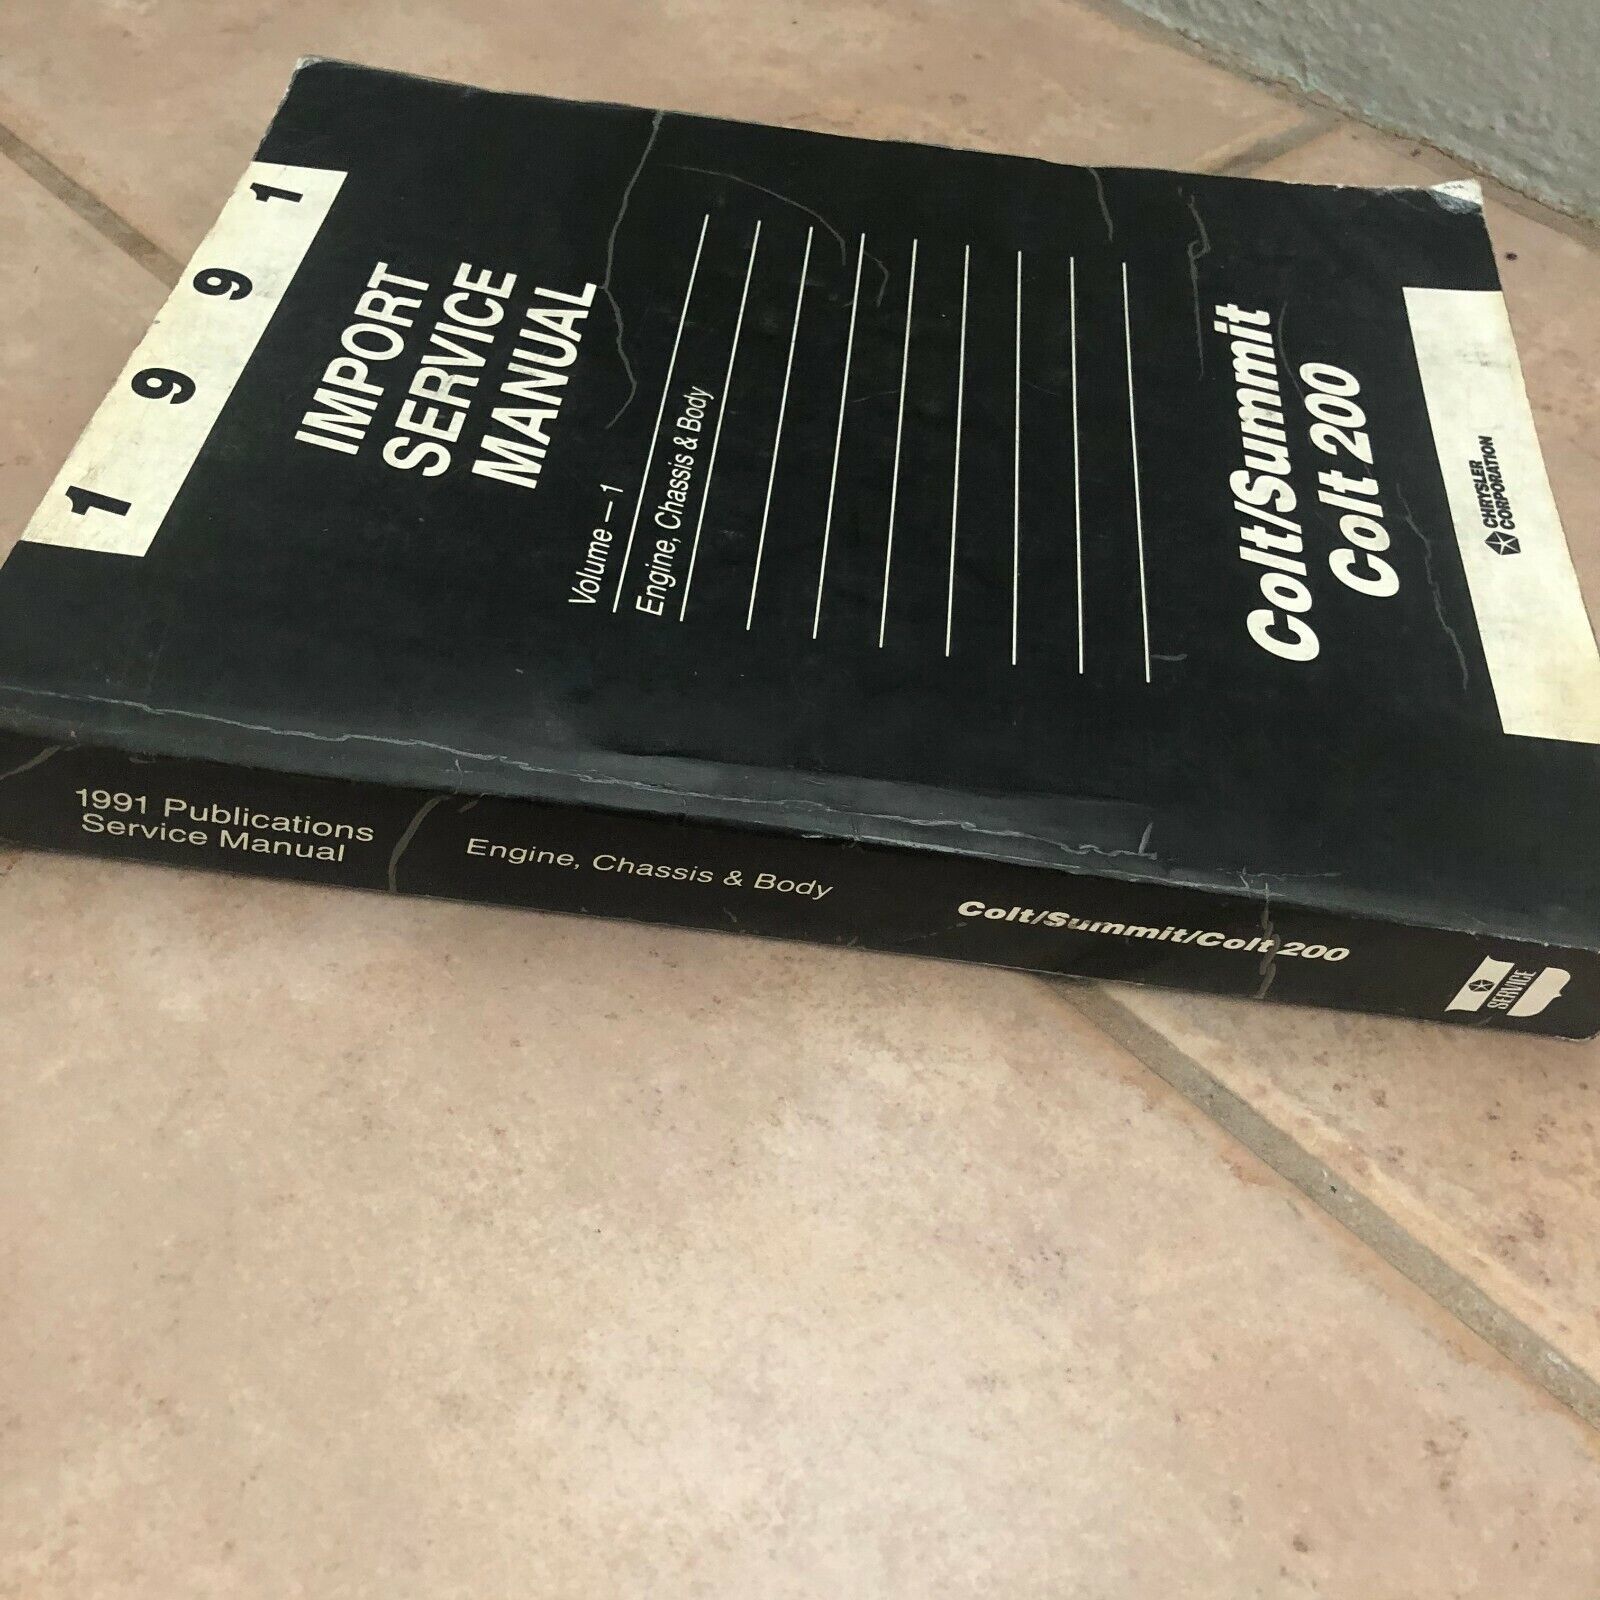 1991
IMPORT
SERVICE
MANUAL
Volume – 1
Engine, Chassis & Body
Colt/Summit
Colt 200
CHRYSLER
CORPORATION
1991 Publications
Service Manual
Engine, Chassis & Body
Colt/Summit/Colt 200
SERVICE